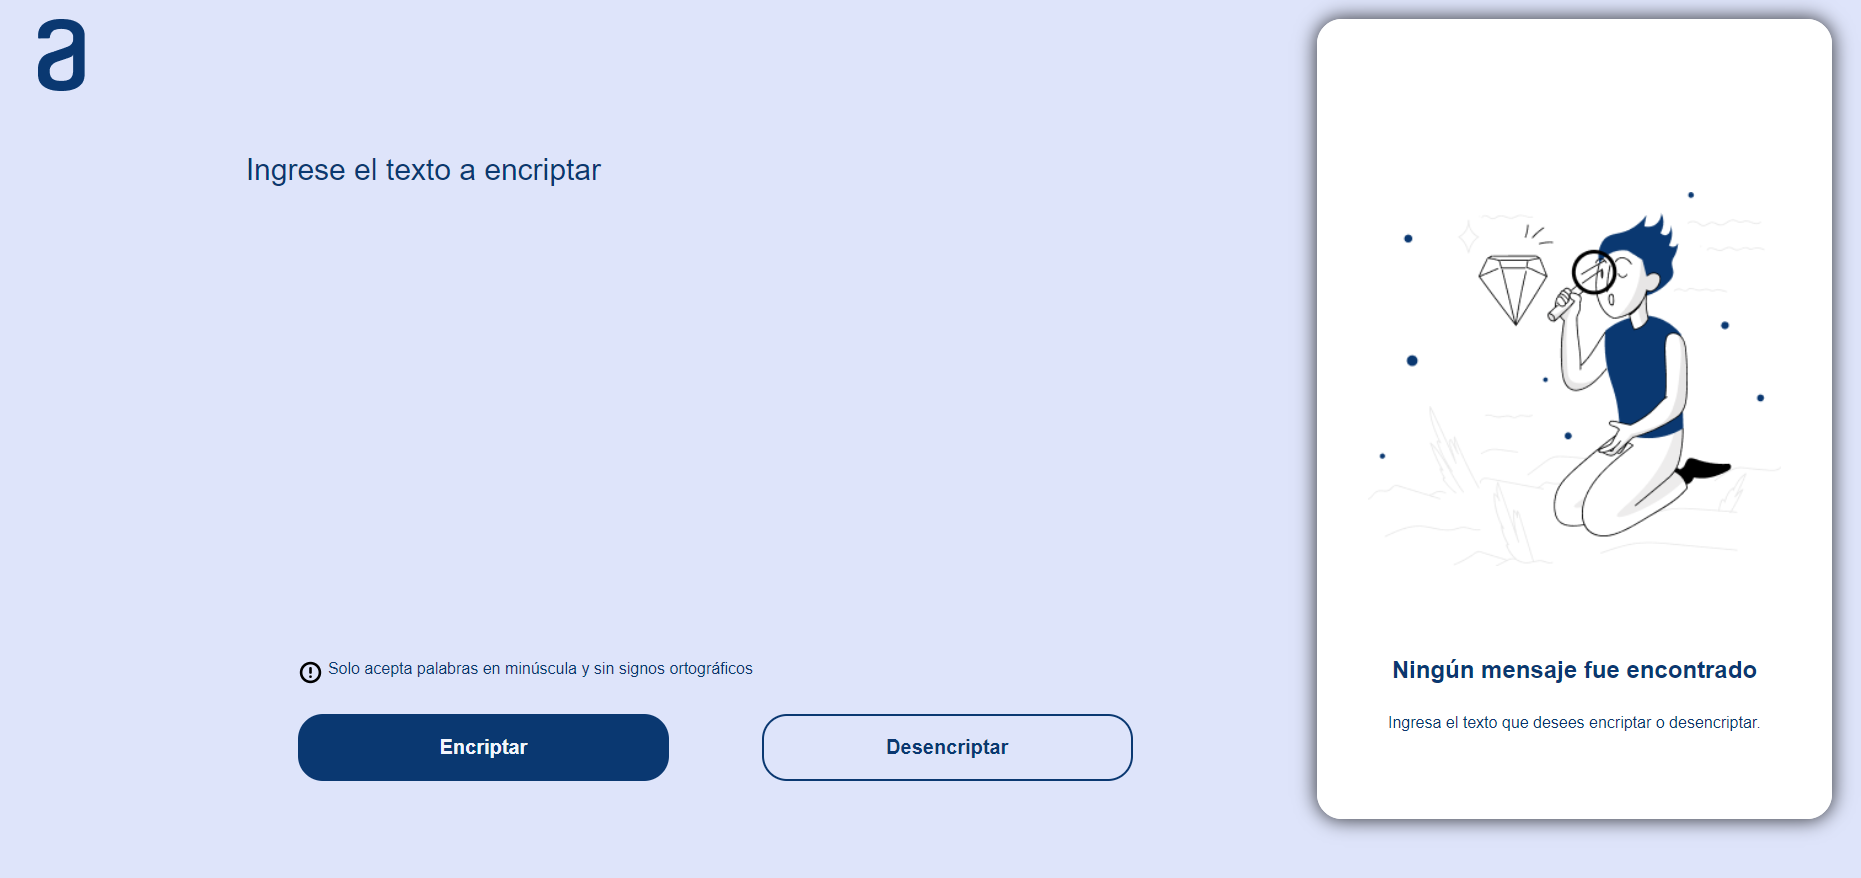 a
Ingrese el texto a encriptar
Solo acepta palabras en minúscula y sin signos ortográficos
Encriptar
Desencriptar
Ningún mensaje fue encontrado
Ingresa el texto que desees encriptar o desencriptar.